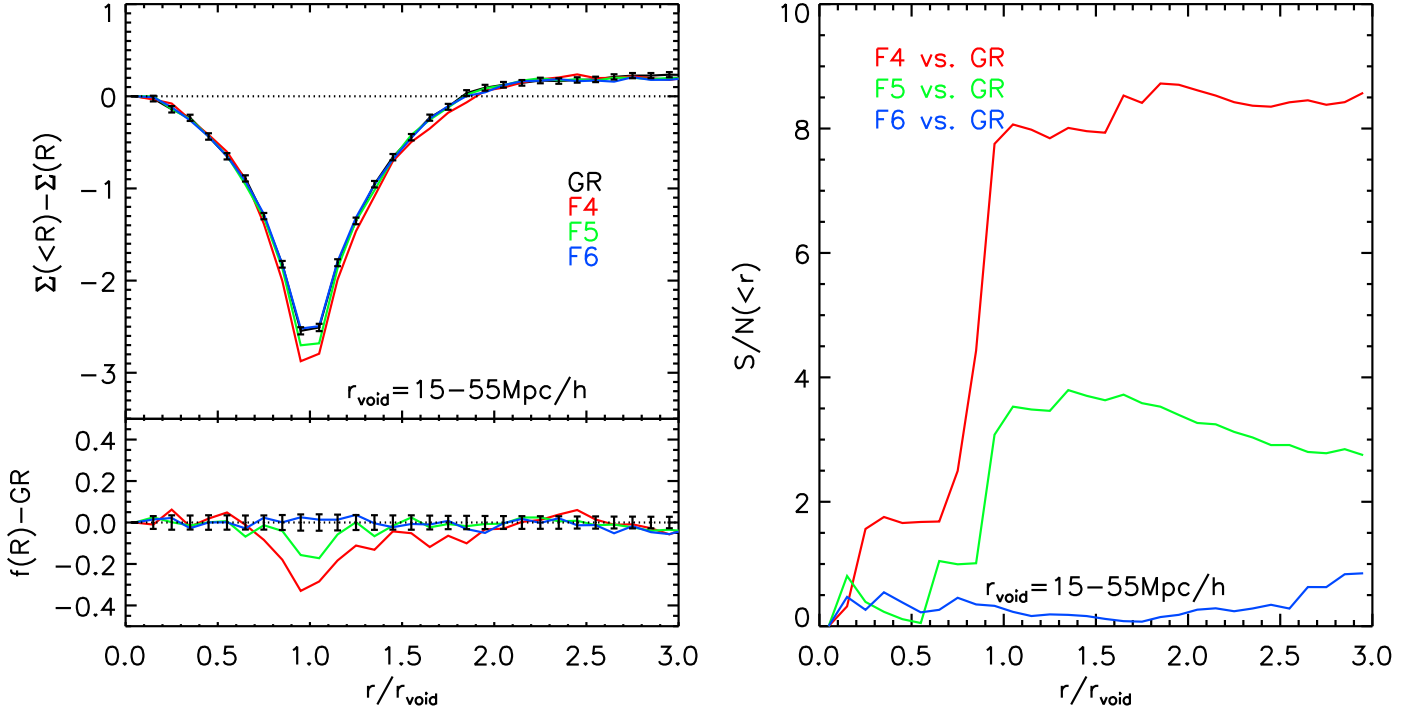 1
0
−1
−2
−3
Σ(<R)−Σ(R)
GR
F4
F5
F6
r_void=15−55Mpc/h
0.4
0.2
0.0
−0.2
−0.4
f(R)−GR
0.0 0.5 1.0 1.5 2.0 2.5 3.0
r/r_void
10
8
6
4
2
0
S/N(<r)
F4 vs. GR
F5 vs. GR
F6 vs. GR
r_void=15−55Mpc/h
0.0 0.5 1.0 1.5 2.0 2.5 3.0
r/r_void